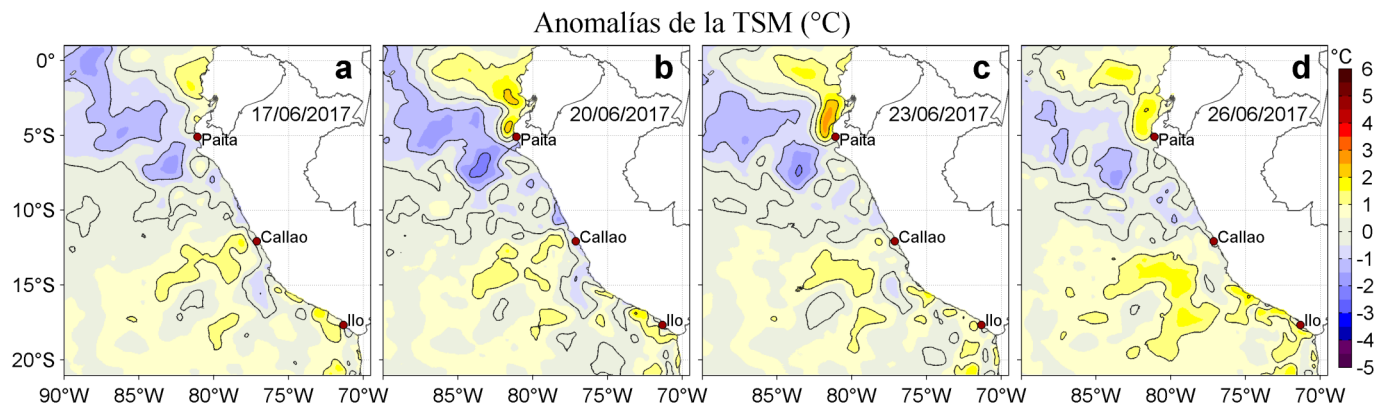 Anomalías de la TSM (°C)
a
b
c
d
17/06/2017
20/06/2017
23/06/2017
26/06/2017
Paita
Paita
Paita
Paita
Callao
Callao
Callao
Callao
Ilo
Ilo
Ilo
Ilo
0°
5°S
10°S
15°S
20°S
90°W 85°W 80°W 75°W 70°W
85°W 80°W 75°W 70°W
85°W 80°W 75°W 70°W
85°W 80°W 75°W 70°W
°C
6
5
4
3
2
1
0
-1
-2
-3
-4
-5